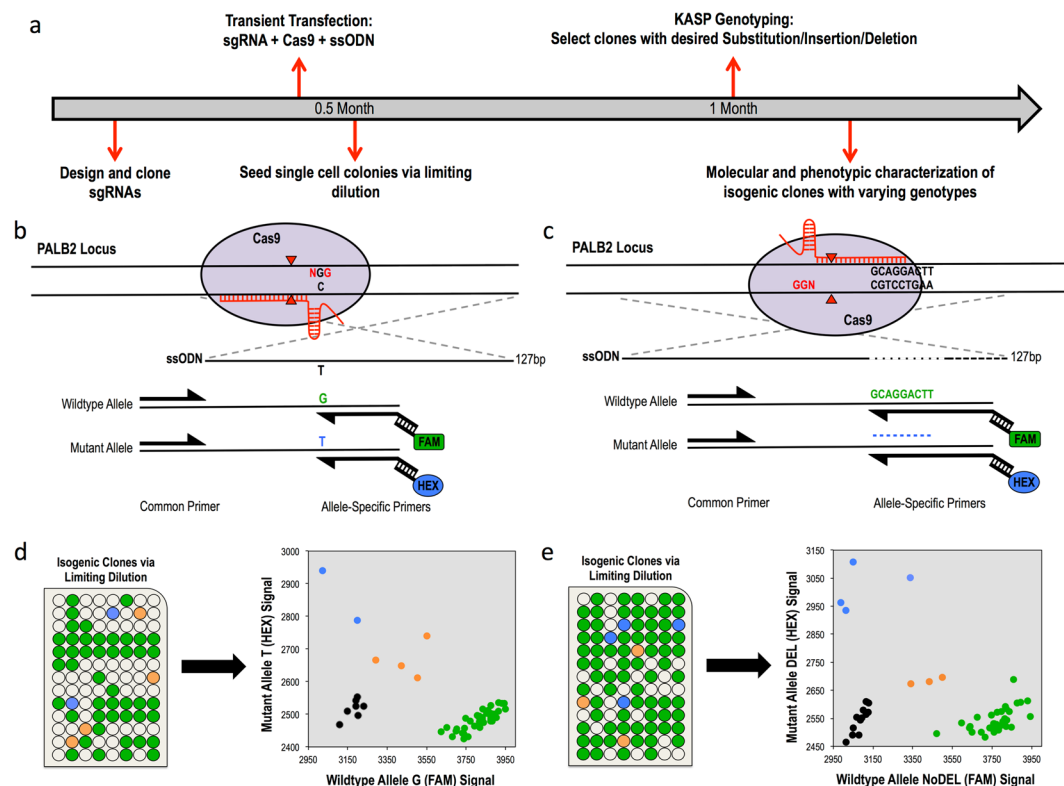 a
Transient Transfection:
sgRNA + Cas9 + ssODN
KASP Genotyping:
Select clones with desired Substitution/Insertion/Deletion
0.5 Month
1 Month
Design and clone
sgRNAs
Seed single cell colonies via limiting
dilution
Molecular and phenotypic characterization of
isogenic clones with varying genotypes
b
PALB2 Locus
Cas9
NGG
C
ssODN
127bp
T
Wildtype Allele
G
FAM
Mutant Allele
T
HEX
Common Primer
Allele-Specific Primers
c
PALB2 Locus
GCAGGACTT
CGTCCTGAA
GGN
Cas9
ssODN
127bp
Wildtype Allele
GCAGGACTT
FAM
Mutant Allele
HEX
Common Primer
Allele-Specific Primers
d
Isogenic Clones via
Limiting Dilution
Mutant Allele T (HEX) Signal
3000
2900
2800
2700
2600
2500
2400
2950 3150 3350 3550 3750 3950
Wildtype Allele G (FAM) Signal
e
Isogenic Clones via
Limiting Dilution
Mutant Allele DEL (HEX) Signal
3150
3050
2950
2850
2750
2650
2550
2450
2950 3150 3350 3550 3750 3950
Wildtype Allele NoDEL (FAM) Signal